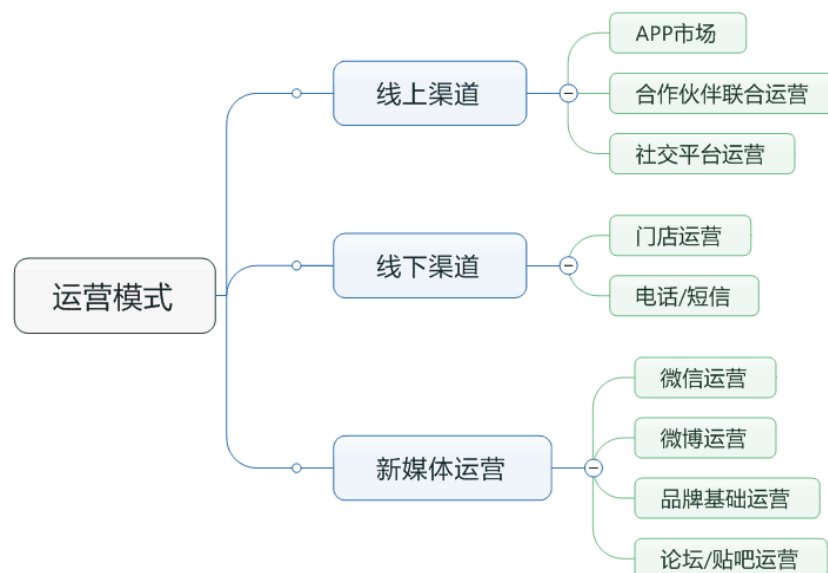 运营模式
线上渠道
APP市场
合作伙伴联合运营
社交平台运营
线下渠道
门店运营
电话/短信
新媒体运营
微信运营
微博运营
品牌基础运营
论坛/贴吧运营